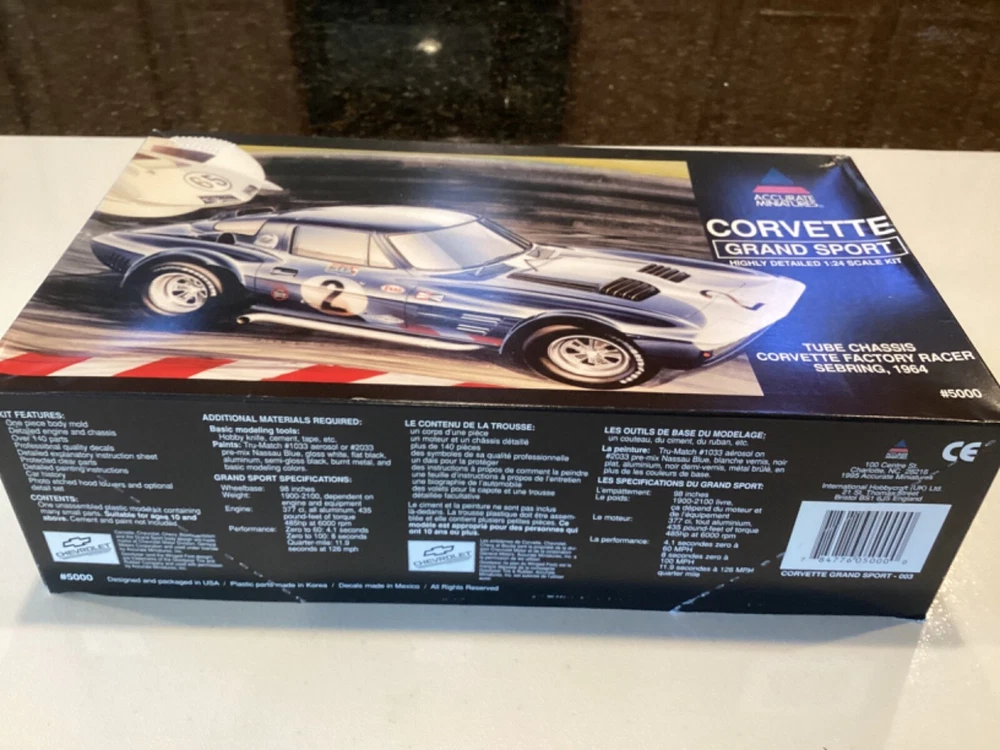 65
ACCURATE
MINIATURES
CORVETTE
GRAND SPORT
HIGHLY DETAILED 1:24 SCALE KIT
2
2
TUBE CHASSIS
CORVETTE FACTORY RACER
SEBRING, 1964
#5000
KIT FEATURES:
One piece body mold
Detailed engine and chassis
Over 140 parts
Professional quality decals
Detailed explanatory instruction sheet
Protected clear parts
Detailed painting instructions
Car history
Photo etched hood louvers and optional
detail set
CONTENTS:
One unassembled plastic model kit containing
many small parts. Suitable for ages 10 and
above. Cement and paint not included
CHEVROLET
ADDITIONAL MATERIALS REQUIRED:
Basic modeling tools:
Hobby knife, cement, tape, etc.
Paints: Tru-Match #1033 aerosol or #2033
pre-mix Nassau Blue, gloss white, flat black,
aluminum, semi-gloss black, burnt metal, and
basic modeling colors.
GRAND SPORT SPECIFICATIONS:
Wheelbase: 98 inches
Weight: 1900-2100, dependent on
and equipment
Engine: 377 ci, all aluminum, 435
pound-feet of torque
485hp at 6000 rpm
Performance: Zero to 60: 4.1 seconds
Zero to 100: 8 seconds
Quarter-mile: 11.9
seconds at 126 mph
LE CONTENU DE LA TROUSSE:
un corps d'une pièce
un moteur et un châssis détaillé
plus de 140 pièces
des symboles de sa qualité professionnelle
un dais pour la protéger
des instructions à propos de comment la peindre
une feuille d'instructions à propos de l'entretien
une biographie de l'automobile
des volets pour la capote et une trousse
détaillée facultative
Le ciment et la peinture ne sont pas inclus
là-dedans. La trousse plastique doit être assem-
blée et elle contient plusieurs petites pièces. Ce
modèle est approprié pour des personnes qui
ont 10 ans ou plus.
CHEVROLET
LES OUTILS DE BASE DU MODELAGE:
un couteau, du ciment, du ruban, etc.
La peinture: Tru-Match #1033 aérosol on
#2033 pre-mix Nassau Blue, blanche vernis, noir
plat, aluminium, noir demi-vernis, métal brulé, en
plus des couleurs de base du modelage.
LES SPECIFICATIONS DU GRAND SPORT:
L'empattement: 98 inches
Le poids: 1900-2100 livre,
ça dépend du moteur et
de l'équipement
Le moteur: 377 ci, tout aluminium,
435 pound-feet of torque
485hp at 6000 rpm
La performance: 4.1 secondes zéro à
60 MPH
8 secondes zéro à
100 MPH
11.9 secondes à 126 MPH
quarter mile
100 Centre St.
Charlotte, NC 28216
1995 Accurate Miniatures
International Hobbycraft (UK) Ltd.
21 St. Thomas Street
Bristol BS1 6JS England
CE
7 84776 05000 0
CORVETTE GRAND SPORT - 003
#5000 Designed and packaged in USA / Plastic parts made in Korea / Decals made in Mexico / All Rights Reserved